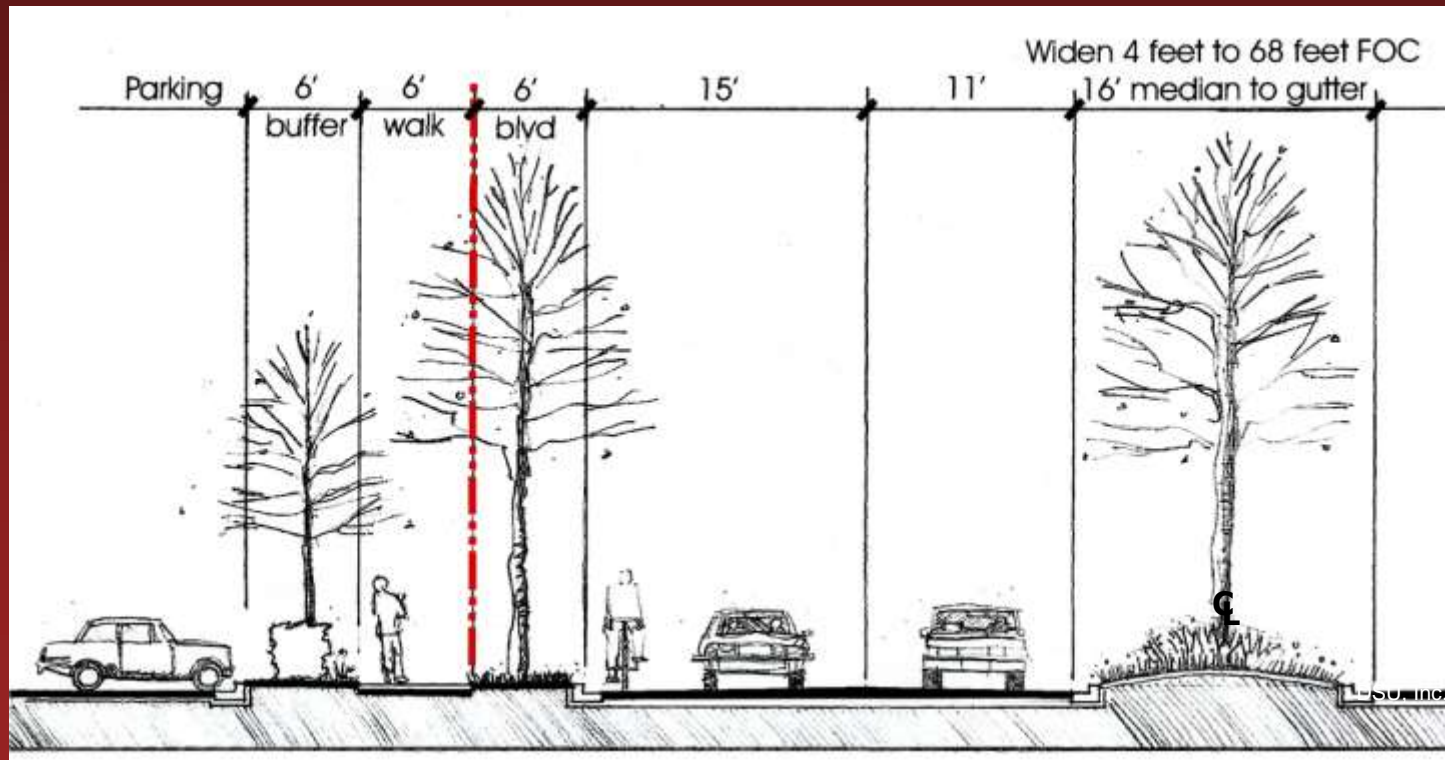 Widen 4 feet to 68 feet FOC
Parking 6' 6' 6' 15' 11' 16' median to gutter
buffer walk blvd
℄
Inc.